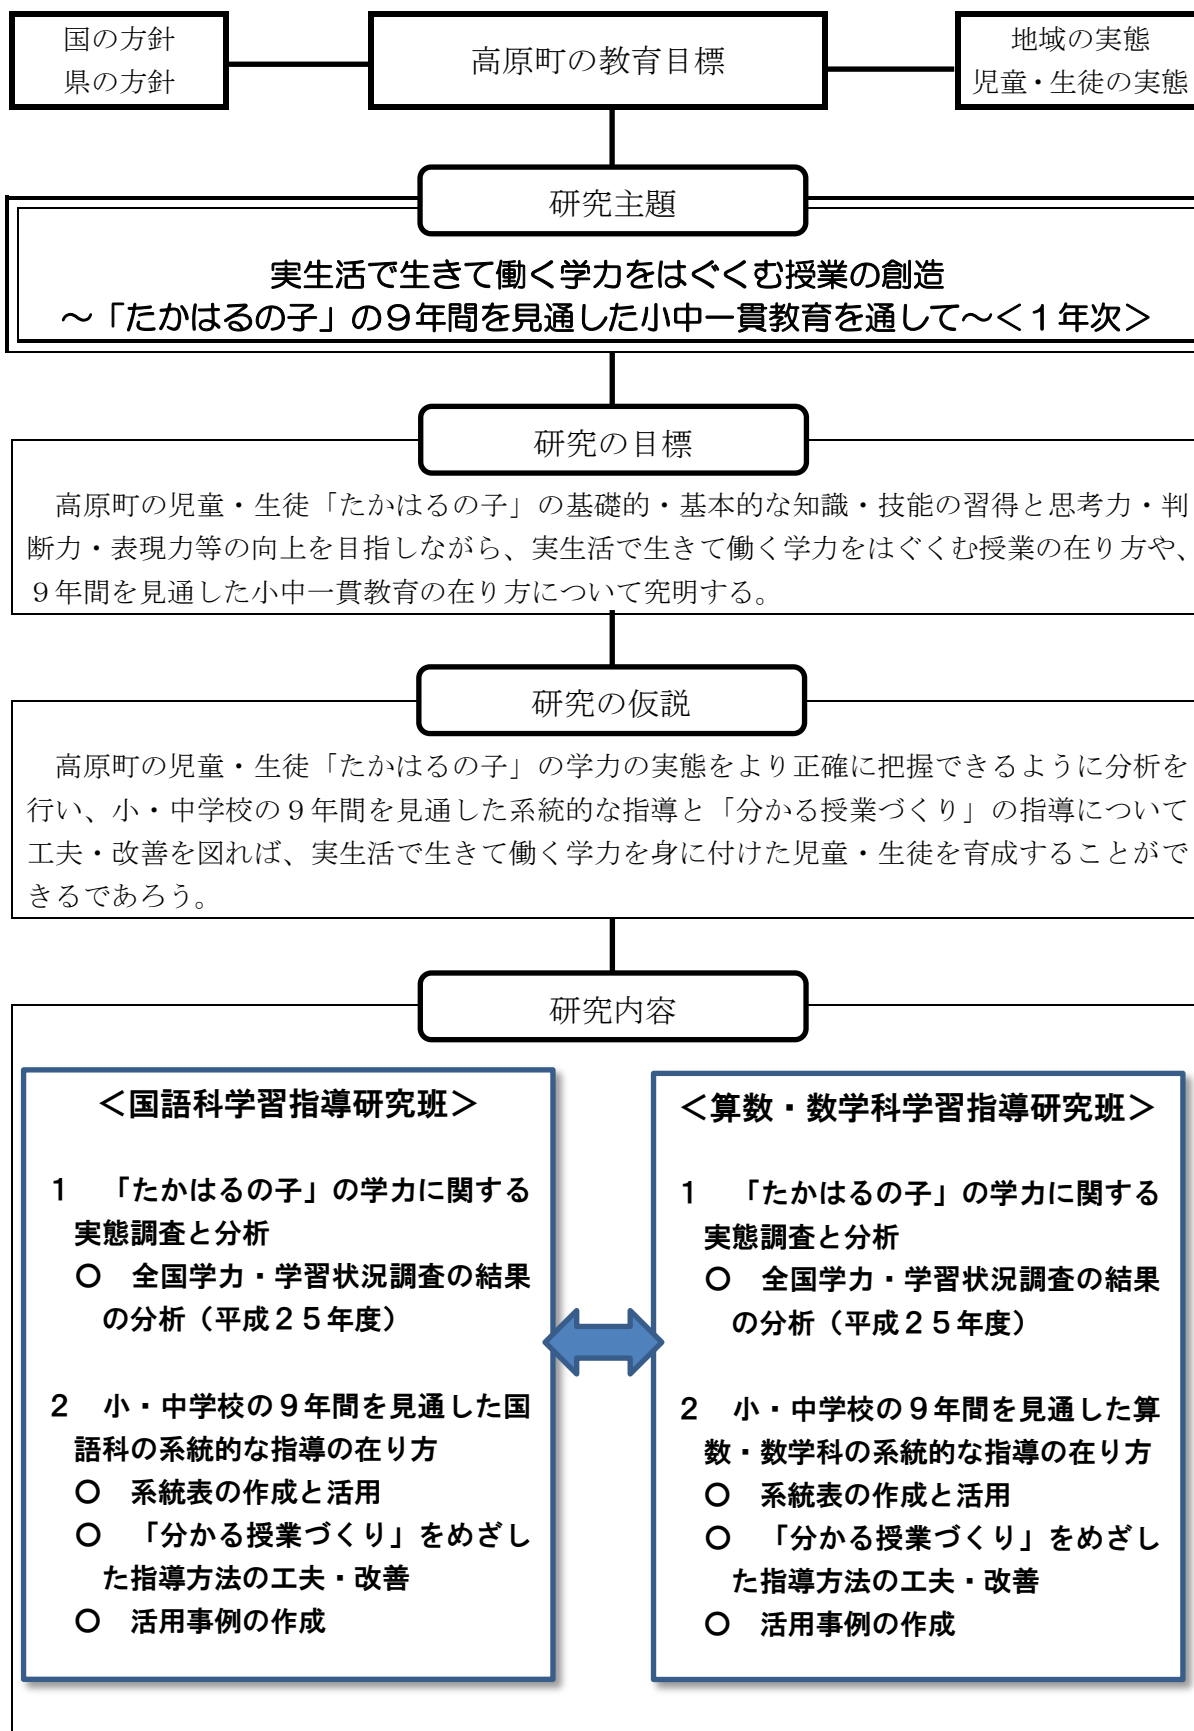 国の方針
県の方針
高原町の教育目標
地域の実態
児童・生徒の実態
研究主題
実生活で生きて働く学力をはぐくむ授業の創造
～「たかはるの子」の９年間を見通した小中一貫教育を通して～＜１年次＞
研究の目標
高原町の児童・生徒「たかはるの子」の基礎的・基本的な知識・技能の習得と思考力・判
断力・表現力等の向上を目指しながら、実生活で生きて働く学力をはぐくむ授業の在り方や、
９年間を見通した小中一貫教育の在り方について究明する。
研究の仮説
高原町の児童・生徒「たかはるの子」の学力の実態をより正確に把握できるように分析を
行い、小・中学校の９年間を見通した系統的な指導と「分かる授業づくり」の指導について
工夫・改善を図れば、実生活で生きて働く学力を身に付けた児童・生徒を育成することがで
きるであろう。
研究内容
＜国語科学習指導研究班＞
１　「たかはるの子」の学力に関する
実態調査と分析
○　全国学力・学習状況調査の結果
の分析（平成２５年度）
２　小・中学校の９年間を見通した国
語科の系統的な指導の在り方
○　系統表の作成と活用
○　「分かる授業づくり」をめざし
た指導方法の工夫・改善
○　活用事例の作成
＜算数・数学科学習指導研究班＞
１　「たかはるの子」の学力に関する
実態調査と分析
○　全国学力・学習状況調査の結果
の分析（平成２５年度）
２　小・中学校の９年間を見通した算
数・数学科の系統的な指導の在り方
○　系統表の作成と活用
○　「分かる授業づくり」をめざし
た指導方法の工夫・改善
○　活用事例の作成